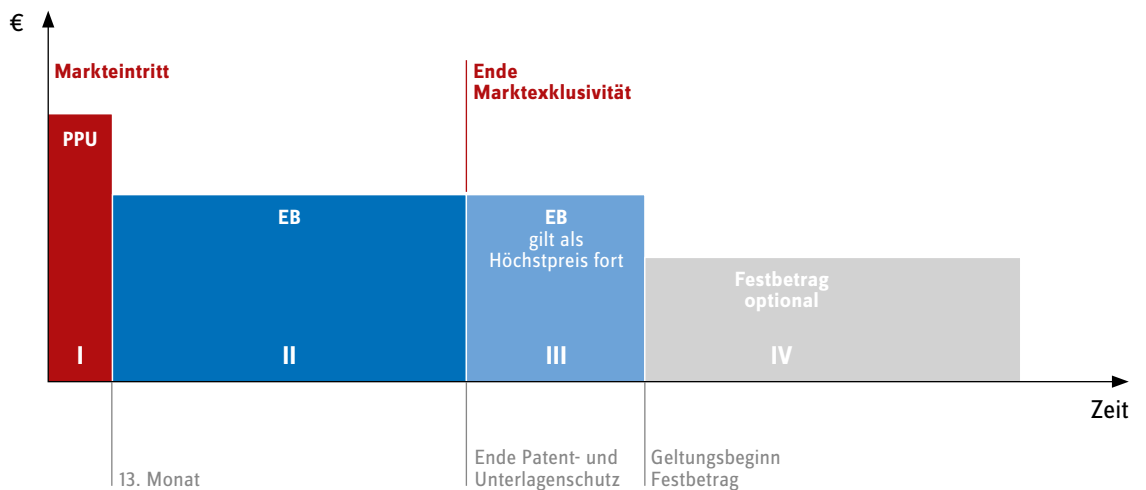 €
Markteintritt
Ende
Marktexklusivität
PPU
EB
EB
gilt als
Höchstpreis fort
Festbetrag
optional
I
II
III
IV
Zeit
13. Monat
Ende Patent- und
Unterlagenschutz
Geltungsbeginn
Festbetrag